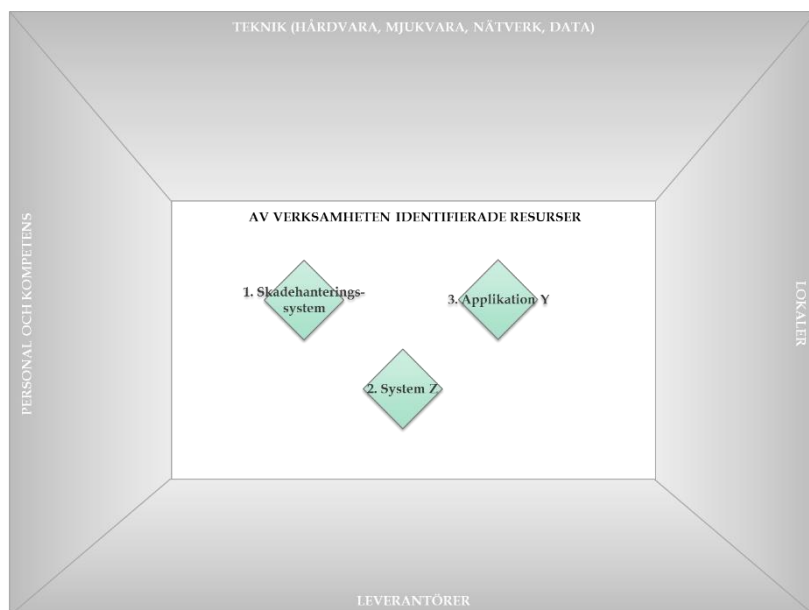 TEKNIK (HÅRDVARA, MJUKVARA, NÄTVERK, DATA)
PERSONAL OCH KOMPETENS
AV VERKSAMHETEN IDENTIFIERADE RESURSER
1. Skadehanterings-
system
3. Applikation Y
2. System Z
LOKALER
LEVERANTÖRER